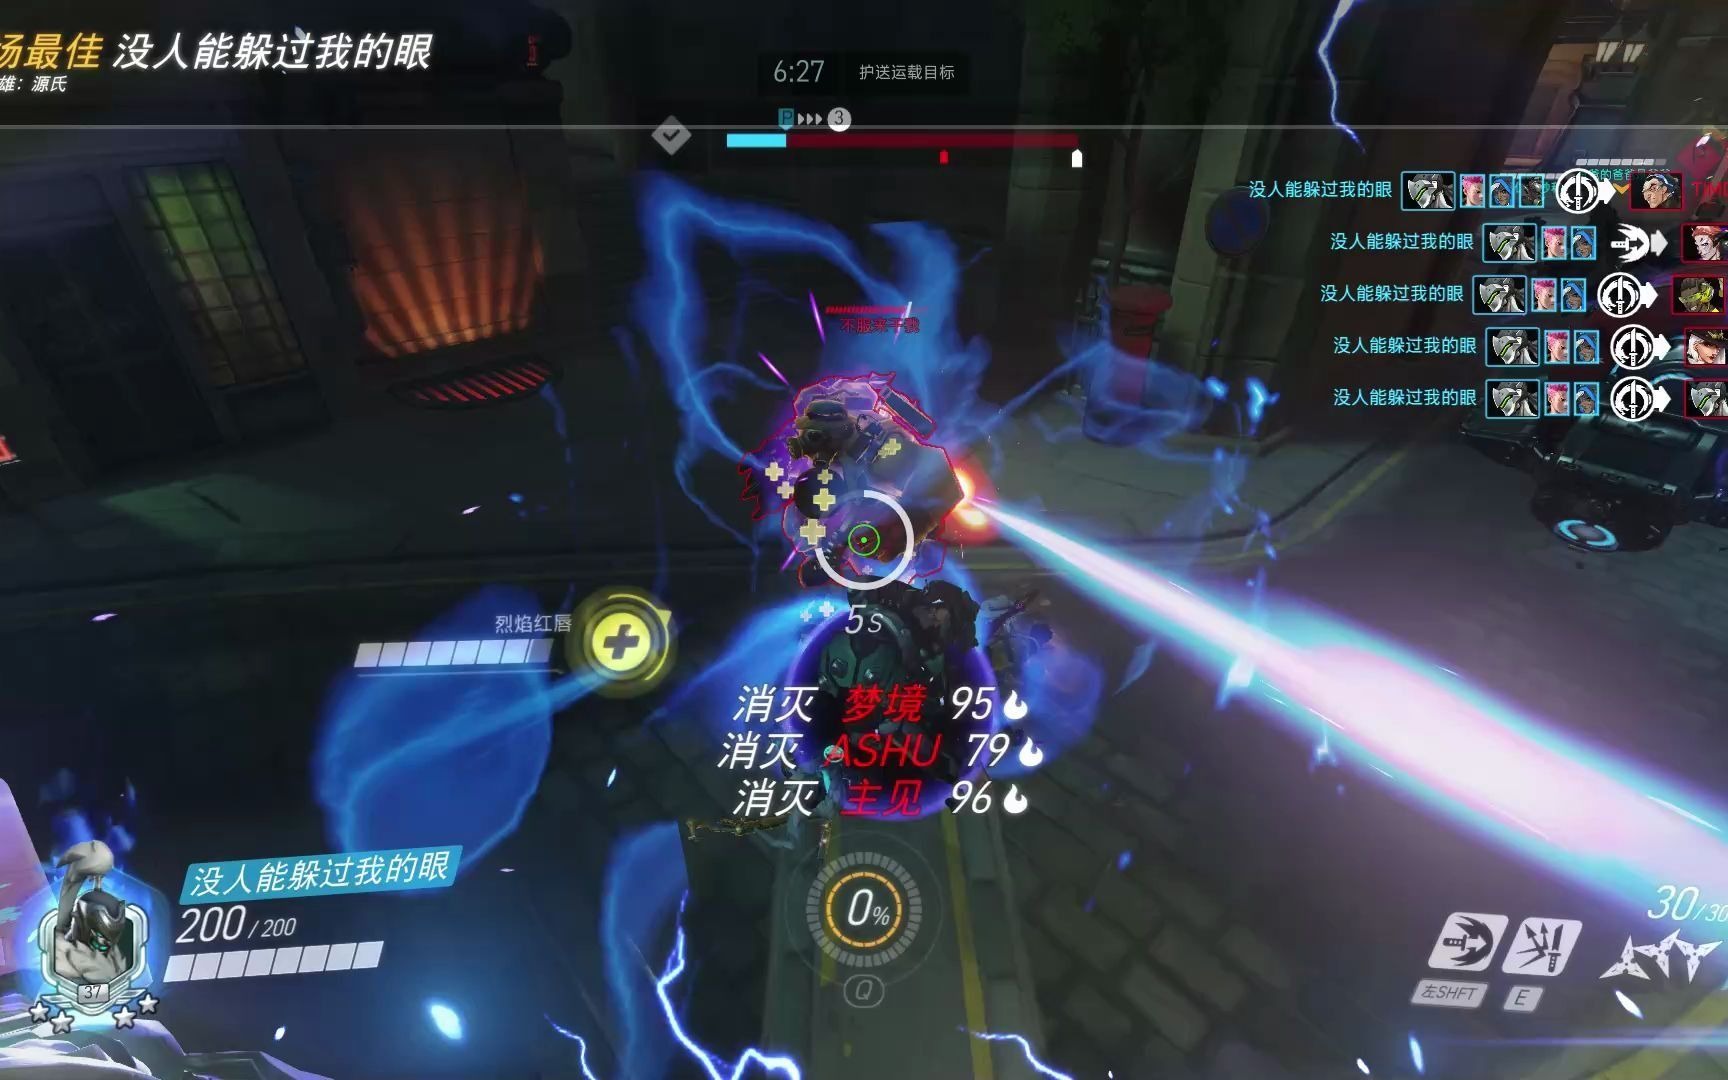 场最佳 没人能躲过我的眼
雄：源氏
6:27 护送运载目标
P 3
没人能躲过我的眼
没人能躲过我的眼
没人能躲过我的眼
没人能躲过我的眼
没人能躲过我的眼
不服来干我
烈焰红唇
5s
消灭 梦境 95
消灭 ASHU 79
消灭 主见 96
没人能躲过我的眼
200/200
37
0%
Q
30/30
左SHFT E